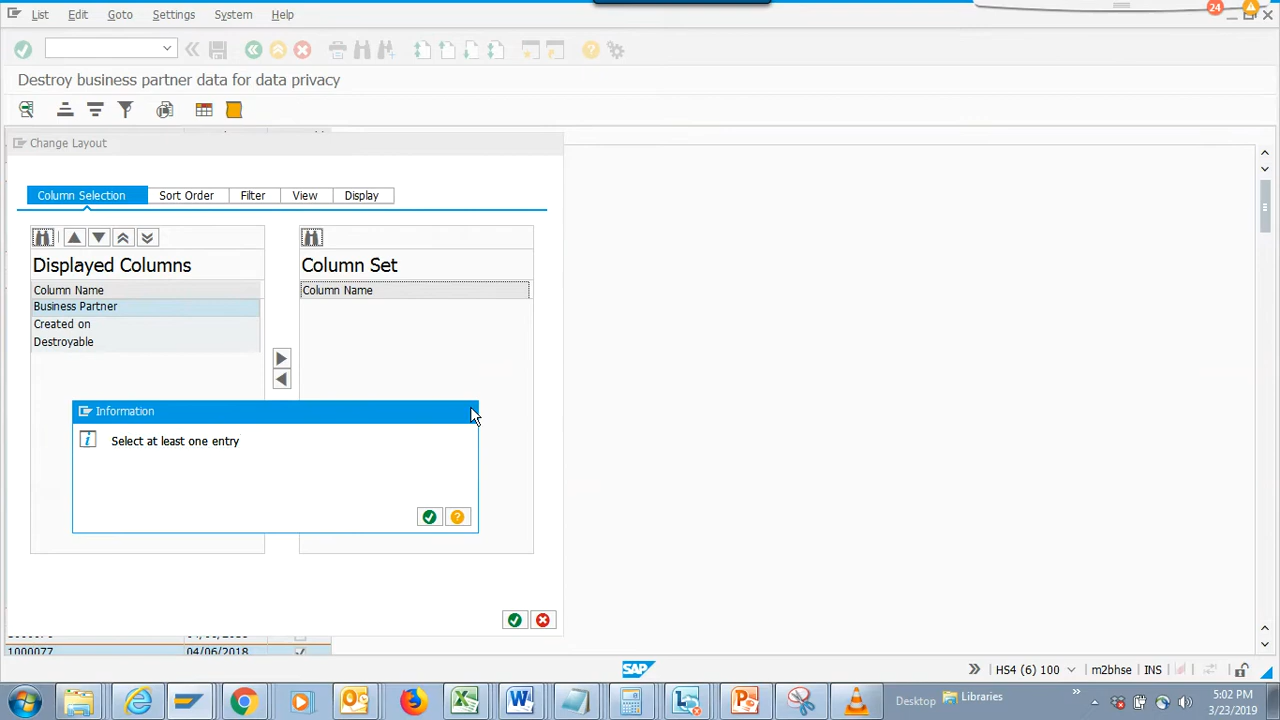 List Edit Goto Settings System Help
24
Destroy business partner data for data privacy
Change Layout
Column Selection Sort Order Filter View Display
Displayed Columns
Column Name
Business Partner
Created on
Destroyable
Column Set
Column Name
Information
Select at least one entry
1000077 04/06/2018
SAP
HS4 (6) 100 m2bhse INS
Desktop Libraries
5:02 PM
3/23/2019